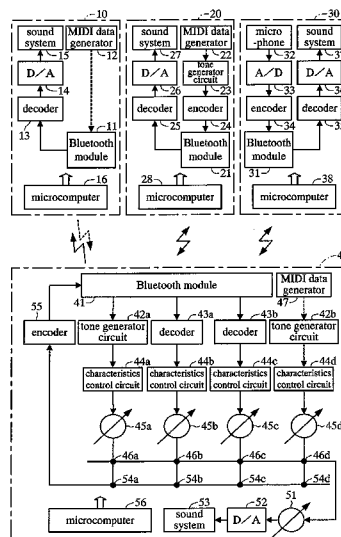 10
sound system
MIDI data generator
15
12
D/A
14
decoder
13
11
Bluetooth module
16
microcomputer
20
sound system
MIDI data generator
27
22
D/A
tone generator circuit
26
23
decoder
encoder
25
24
Bluetooth module
21
28
microcomputer
30
micro-phone
sound system
32
A/D
D/A
33
encoder
decoder
34
Bluetooth module
31
38
microcomputer
Bluetooth module
41
MIDI data generator
47
55
encoder
42a
43a
43b
42b
tone generator circuit
decoder
decoder
tone generator circuit
44a
44b
44c
44d
characteristics control circuit
characteristics control circuit
characteristics control circuit
characteristics control circuit
45a
45b
45c
45d
46a
46b
46c
46d
54a
54b
54c
54d
56
microcomputer
53
sound system
52
D/A
51